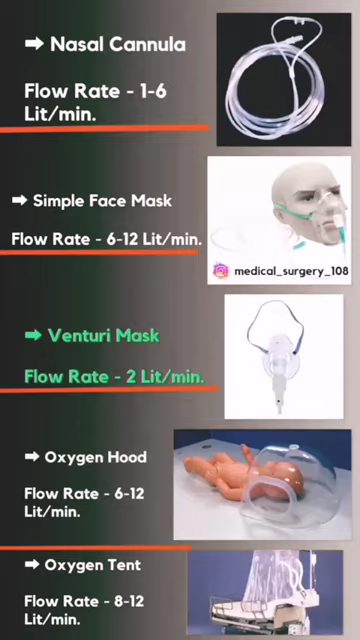 ➡ Nasal Cannula
Flow Rate - 1-6
Lit/min.
➡ Simple Face Mask
Flow Rate - 6-12 Lit/min.
medical_surgery_108
➡ Venturi Mask
Flow Rate - 2 Lit/min.
➡ Oxygen Hood
Flow Rate - 6-12
Lit/min.
➡ Oxygen Tent
Flow Rate - 8-12
Lit/min.